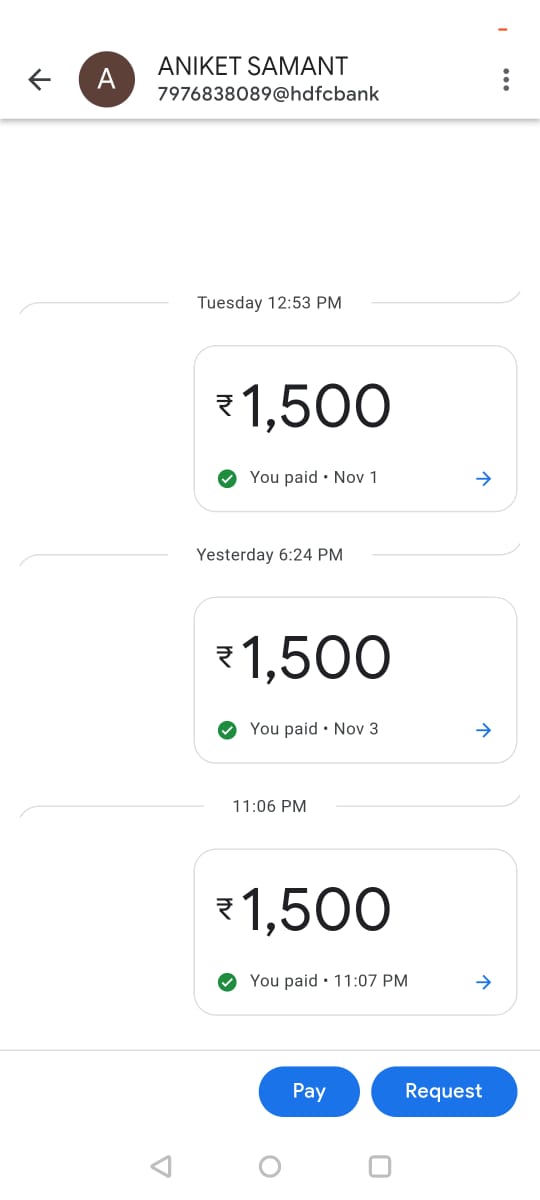 A
ANIKET SAMANT
7976838089@hdfcbank
Tuesday 12:53 PM
₹1,500
You paid • Nov 1
Yesterday 6:24 PM
₹1,500
You paid • Nov 3
11:06 PM
₹1,500
You paid • 11:07 PM
Pay
Request